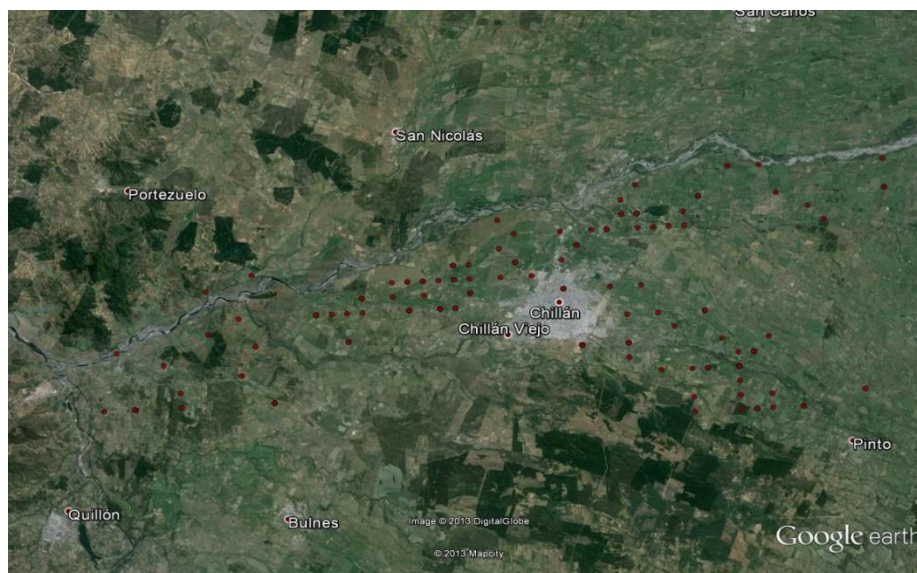 San Carlos
San Nicolás
Portezuelo
Chillán
Chillán Viejo
Pinto
Quillón
Bulnes
Image © 2013 DigitalGlobe
© 2013 Mapcity
Google earth